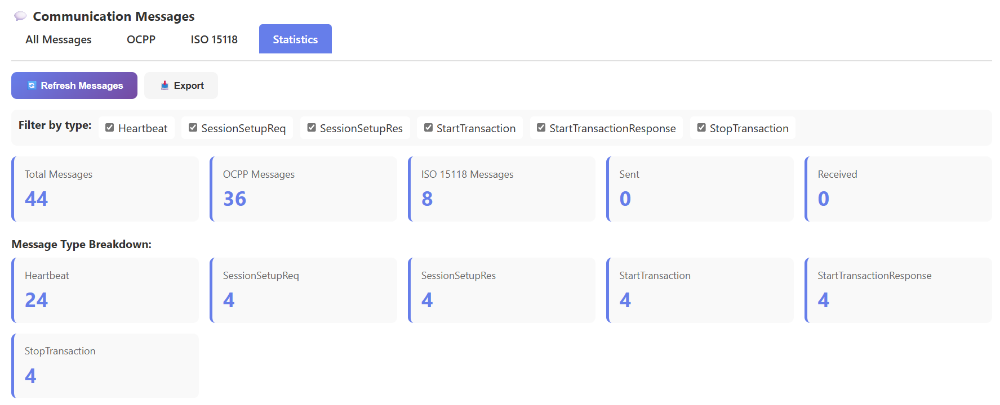 Communication Messages
All Messages OCPP ISO 15118 Statistics
Refresh Messages Export
Filter by type: Heartbeat SessionSetupReq SessionSetupRes StartTransaction StartTransactionResponse StopTransaction
Total Messages OCPP Messages ISO 15118 Messages Sent Received
44 36 8 0 0
Message Type Breakdown:
Heartbeat SessionSetupReq SessionSetupRes StartTransaction StartTransactionResponse
24 4 4 4 4
StopTransaction
4